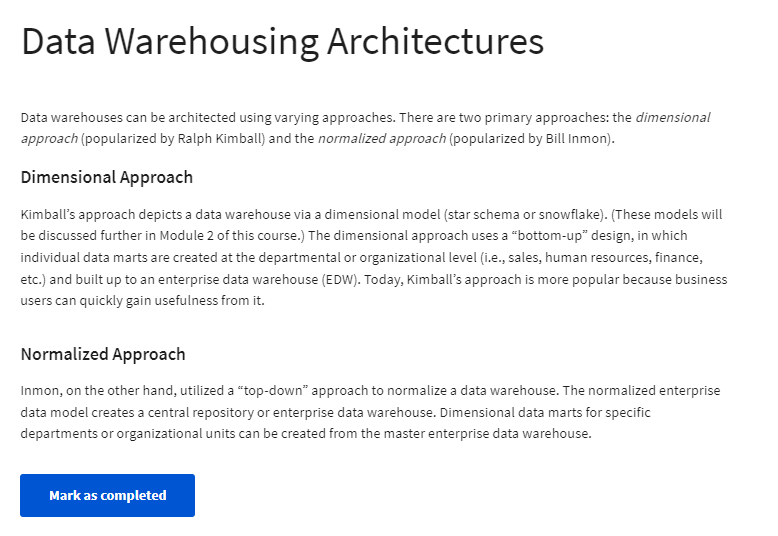 Data Warehousing Architectures
Data warehouses can be architected using varying approaches. There are two primary approaches: the dimensional
approach (popularized by Ralph Kimball) and the normalized approach (popularized by Bill Inmon).
Dimensional Approach
Kimball’s approach depicts a data warehouse via a dimensional model (star schema or snowflake). (These models will
be discussed further in Module 2 of this course.) The dimensional approach uses a “bottom-up” design, in which
individual data marts are created at the departmental or organizational level (i.e., sales, human resources, finance,
etc.) and built up to an enterprise data warehouse (EDW). Today, Kimball’s approach is more popular because business
users can quickly gain usefulness from it.
Normalized Approach
Inmon, on the other hand, utilized a “top-down” approach to normalize a data warehouse. The normalized enterprise
data model creates a central repository or enterprise data warehouse. Dimensional data marts for specific
departments or organizational units can be created from the master enterprise data warehouse.
Mark as completed